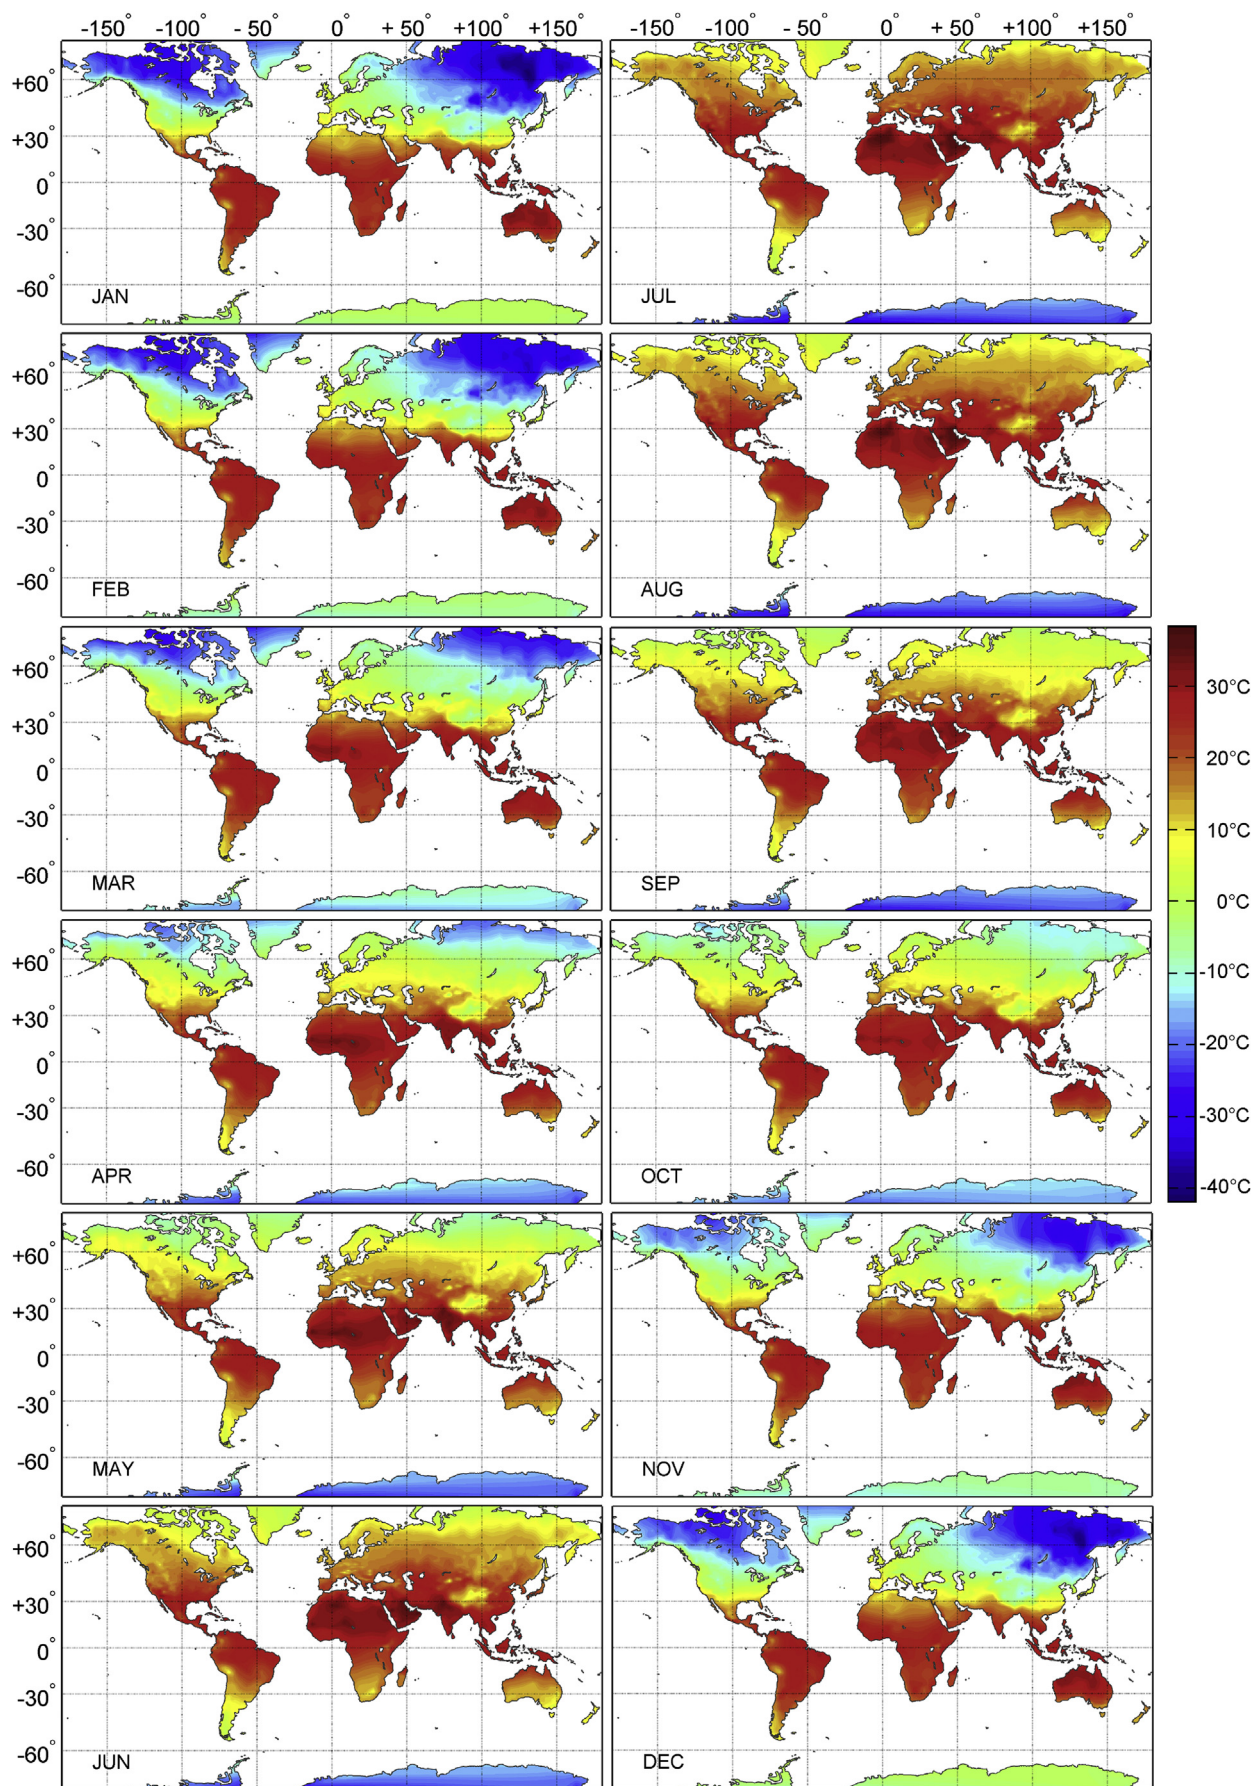 -150° -100° -50° 0° +50° +100° +150° -150° -100° -50° 0° +50° +100° +150°
+60°
+30°
0°
-30°
-60°
JAN JUL
+60°
+30°
0°
-30°
-60°
FEB AUG
+60°
+30°
0°
-30°
-60°
MAR SEP
+60°
+30°
0°
-30°
-60°
APR OCT
+60°
+30°
0°
-30°
-60°
MAY NOV
+60°
+30°
0°
-30°
-60°
JUN DEC
30°C
20°C
10°C
0°C
-10°C
-20°C
-30°C
-40°C